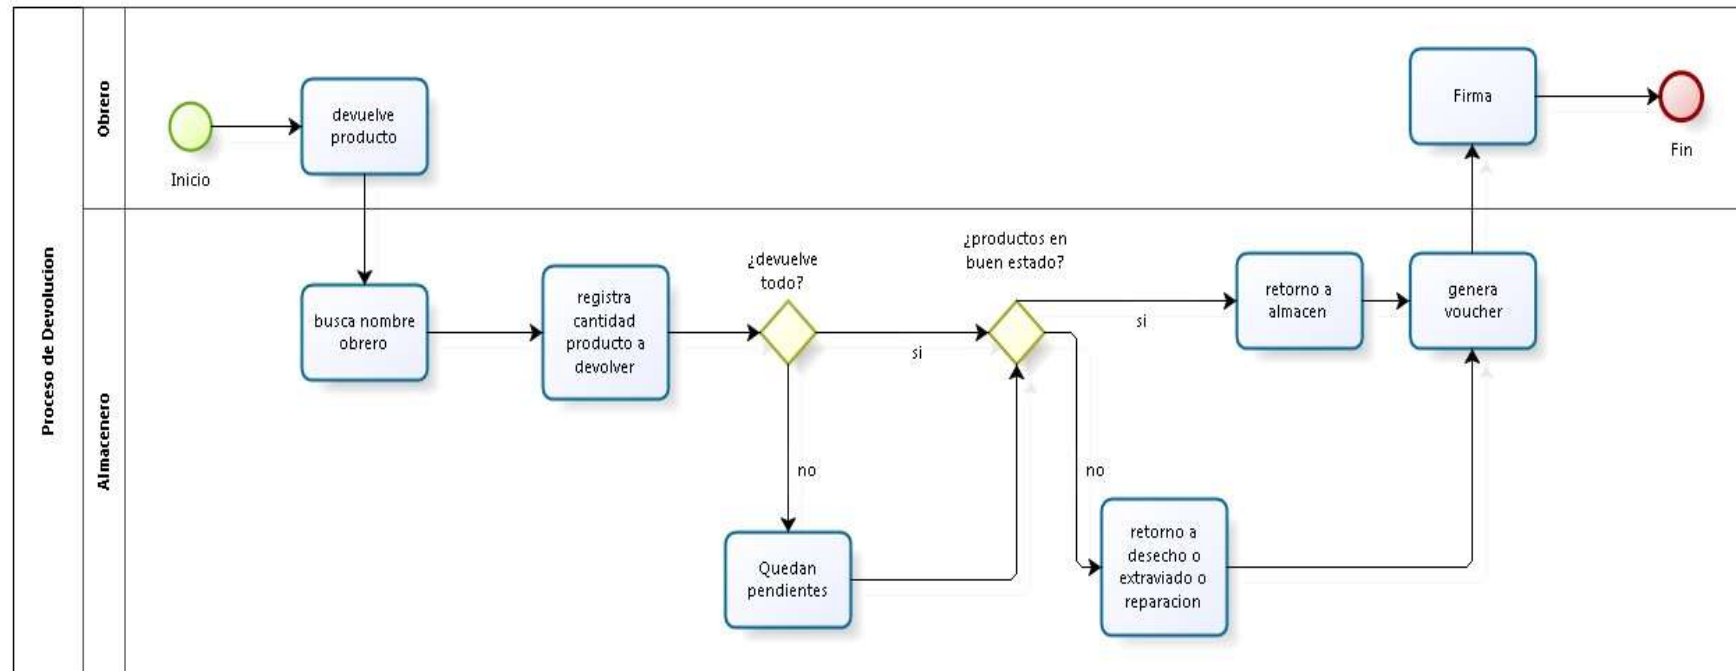 Proceso de Devolucion
Obrero
Inicio
devuelve
producto
Firma
Fin
Almacenero
busca nombre
obrero
registra
cantidad
producto a
devolver
¿devuelve
todo?
si
no
Quedan
pendientes
¿productos en
buen estado?
si
no
retorno a
almacen
retorno a
desecho o
extraviado o
reparacion
genera
voucher